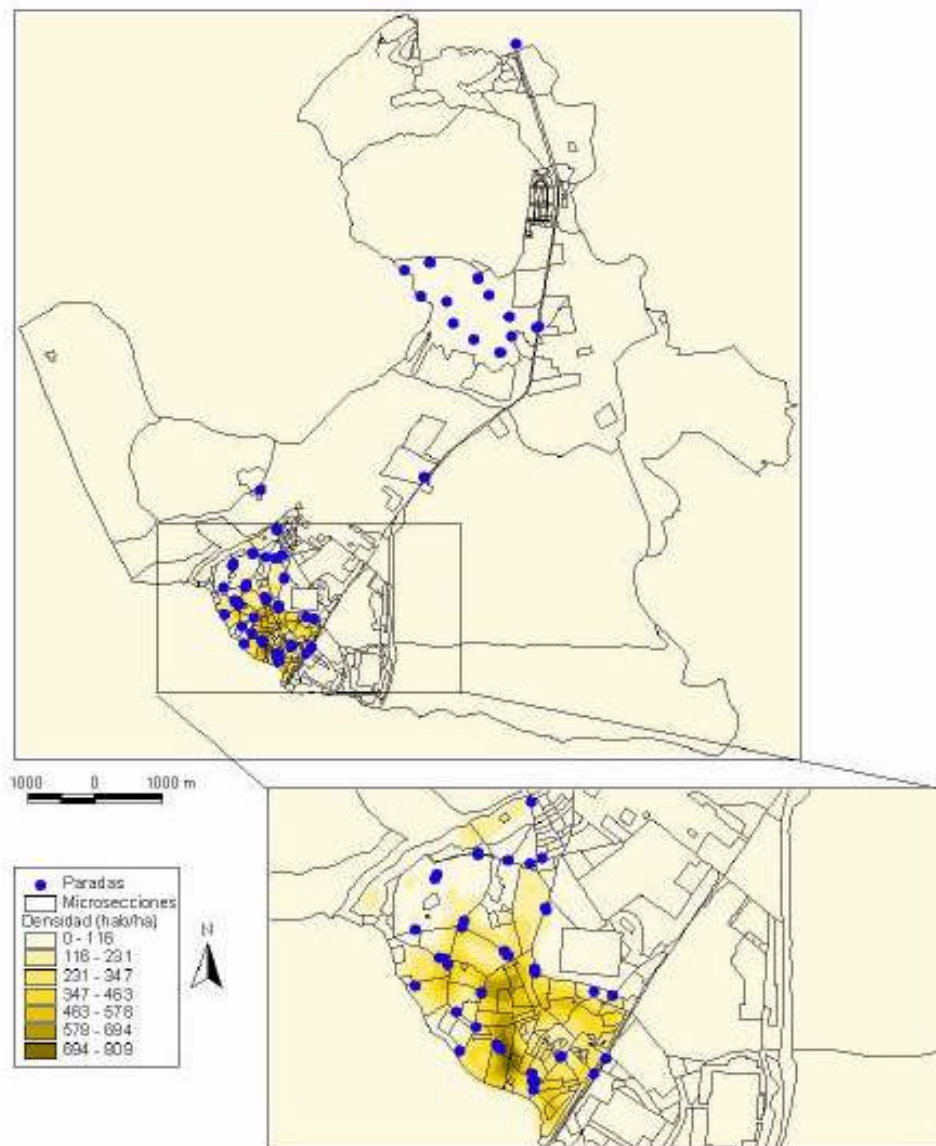 1000 0 1000 m
Paradas
Microsecciones
Densidad (hab/ha)
0 - 116
116 - 231
231 - 347
347 - 463
463 - 578
578 - 694
694 - 809
N